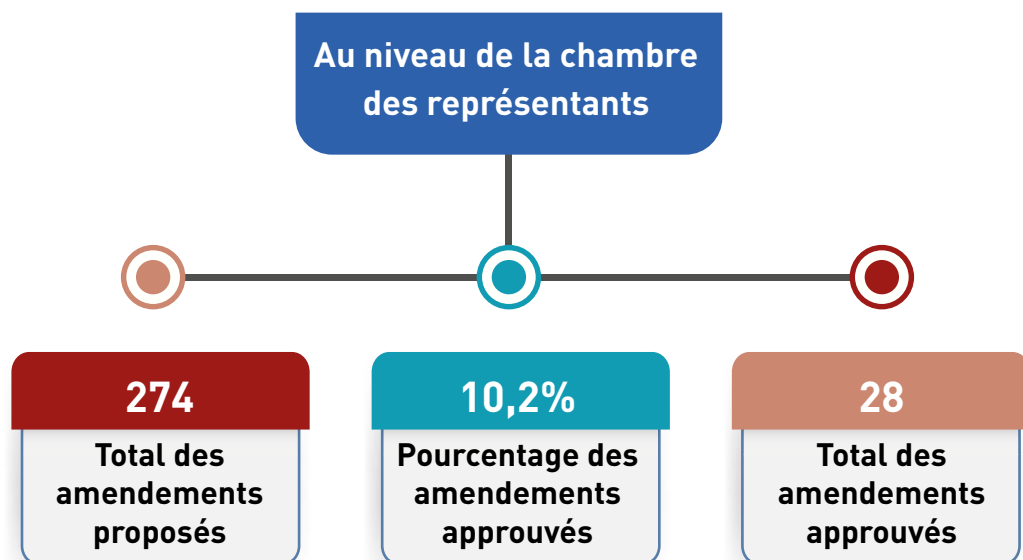 Au niveau de la chambre
des représentants
274
Total des
amendements
proposés
10,2%
Pourcentage des
amendements
approuvés
28
Total des
amendements
approuvés